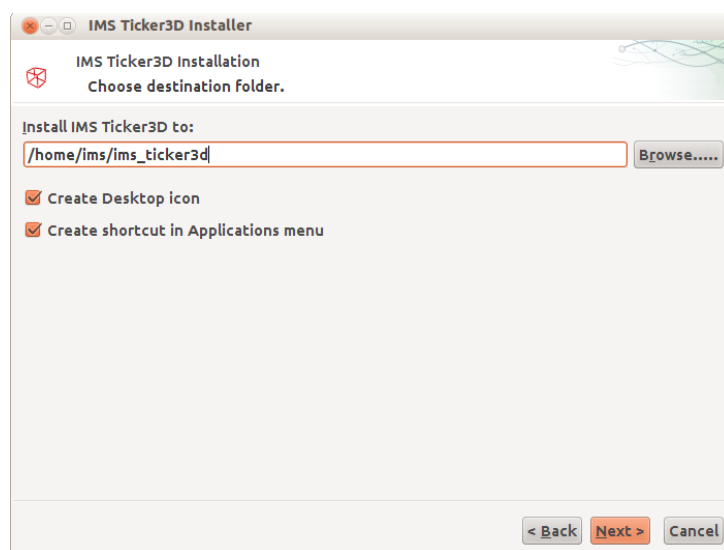 IMS Ticker3D Installer
IMS Ticker3D Installation
Choose destination folder.
Install IMS Ticker3D to:
/home/ims/ims_ticker3d
Browse.....
Create Desktop icon
Create shortcut in Applications menu
< Back Next > Cancel